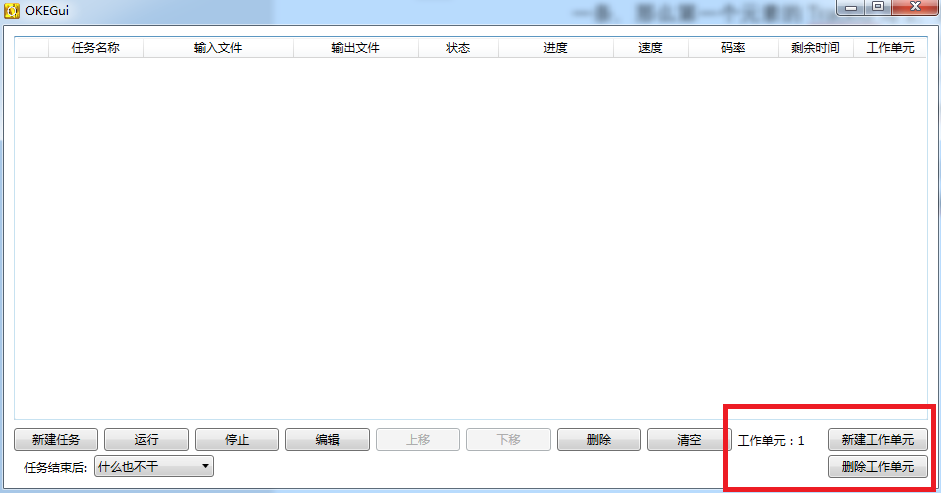 OKEGui
一条，那么第一个元素的
任务名称 输入文件 输出文件 状态 进度 速度 码率 剩余时间 工作单元
新建任务 运行 停止 编辑 上移 下移 删除 清空 工作单元：1 新建工作单元
任务结束后: 什么也不干 删除工作单元